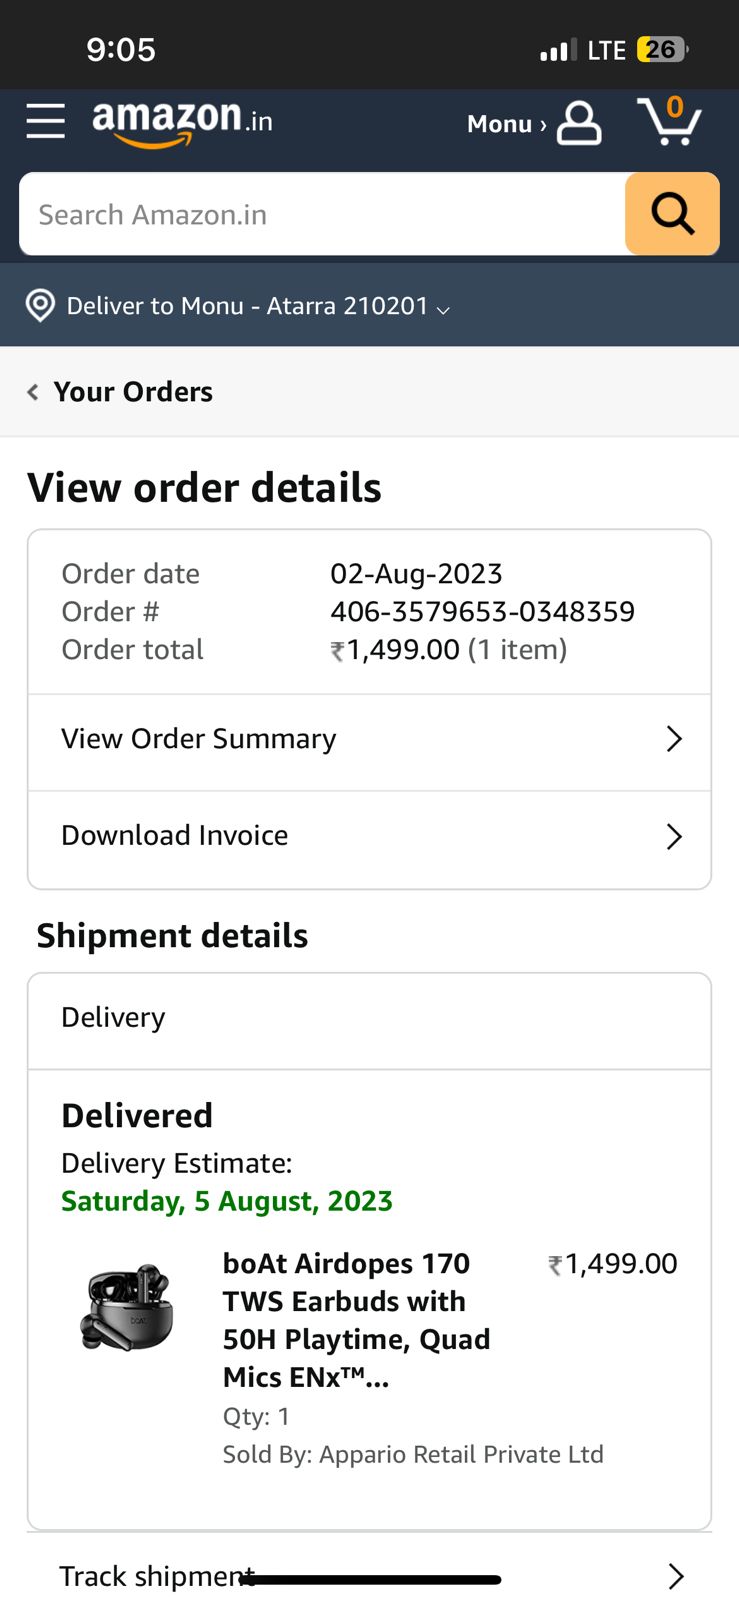 9:05
LTE 26
amazon.in
Monu ›
0
Search Amazon.in
Deliver to Monu - Atarra 210201
Your Orders
View order details
Order date 02-Aug-2023
Order # 406-3579653-0348359
Order total ₹1,499.00 (1 item)
View Order Summary
Download Invoice
Shipment details
Delivery
Delivered
Delivery Estimate:
Saturday, 5 August, 2023
boAt Airdopes 170 ₹1,499.00
TWS Earbuds with
50H Playtime, Quad
Mics ENx™...
Qty: 1
Sold By: Appario Retail Private Ltd
boAt
Track shipment